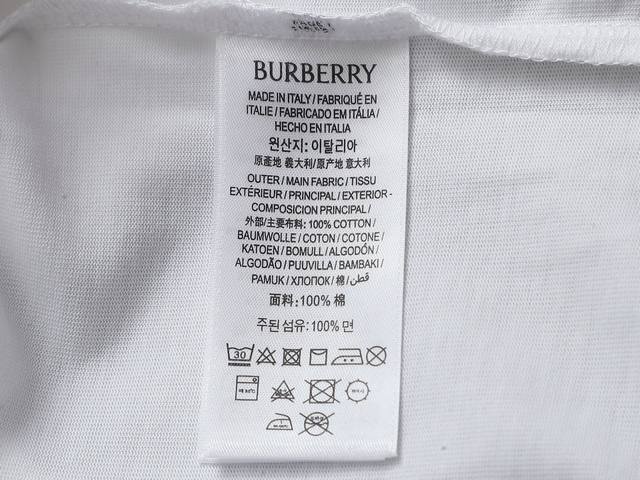 BURBERRY
MADE IN ITALY / FABRIQUÉ EN
ITALIE / FABRICADO EM ITÁLIA /
HECHO EN ITALIA
원산지: 이탈리아
原產地 義大利/原产地 意大利
OUTER / MAIN FABRIC / TISSU
EXTÉRIEUR / PRINCIPAL / EXTERIOR -
COMPOSICION PRINCIPAL /
外部/主要布料: 100% COTTON /
BAUMWOLLE / COTON / COTONE /
KATOEN / BOMULL / ALGODÓN /
ALGODÃO / PUUVILLA / BAMBAKI /
PAMUK / ХЛОПОК / 棉 / قطن
面料: 100% 棉
주된 섬유: 100% 면
30